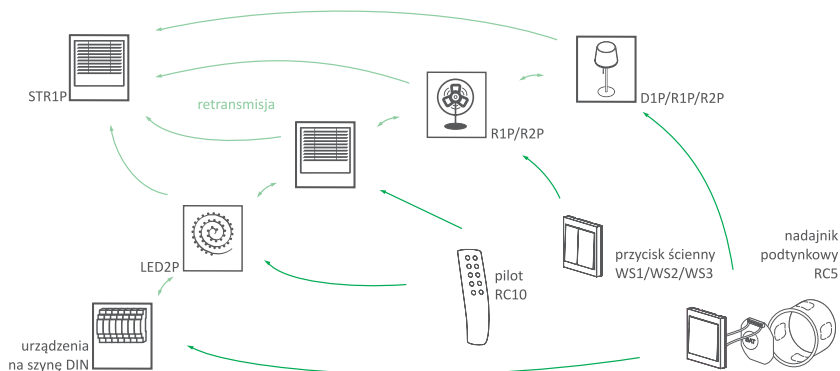 STR1P
retransmisja
R1P/R2P
D1P/R1P/R2P
LED2P
pilot
RC10
przycisk ścienny
WS1/WS2/WS3
nadajnik
podtynkowy
RC5
urządzenia
na szynę DIN
BAT